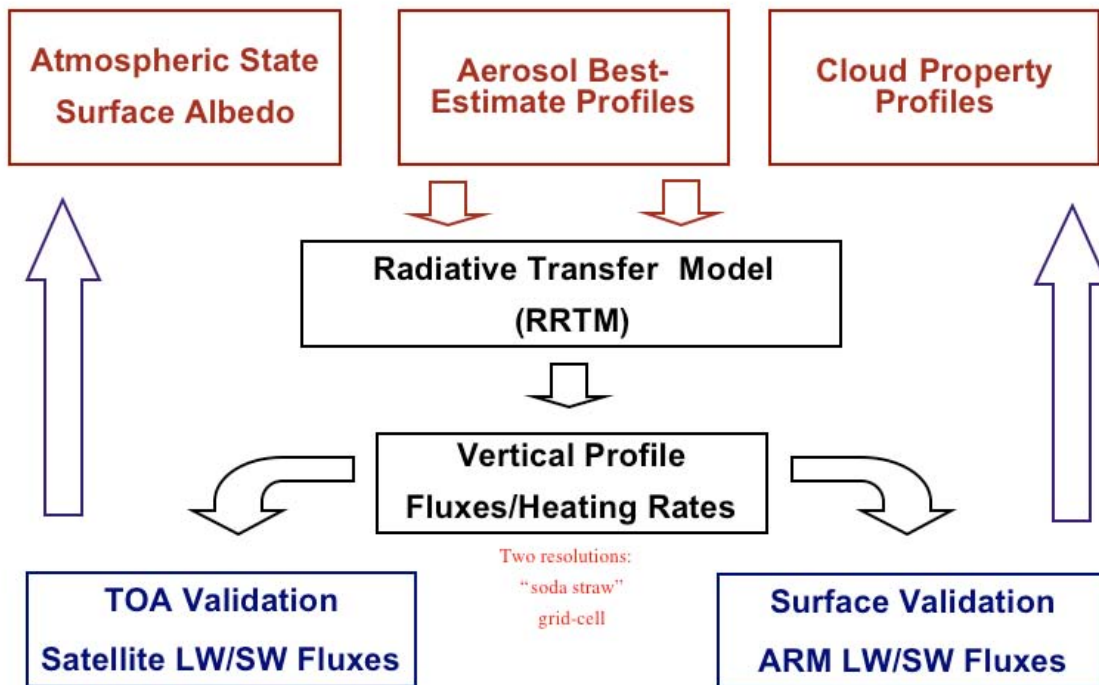 Atmospheric State
Surface Albedo
Aerosol Best-
Estimate Profiles
Cloud Property
Profiles
Radiative Transfer Model
(RRTM)
Vertical Profile
Fluxes/Heating Rates
Two resolutions:
“soda straw”
grid-cell
TOA Validation
Satellite LW/SW Fluxes
Surface Validation
ARM LW/SW Fluxes